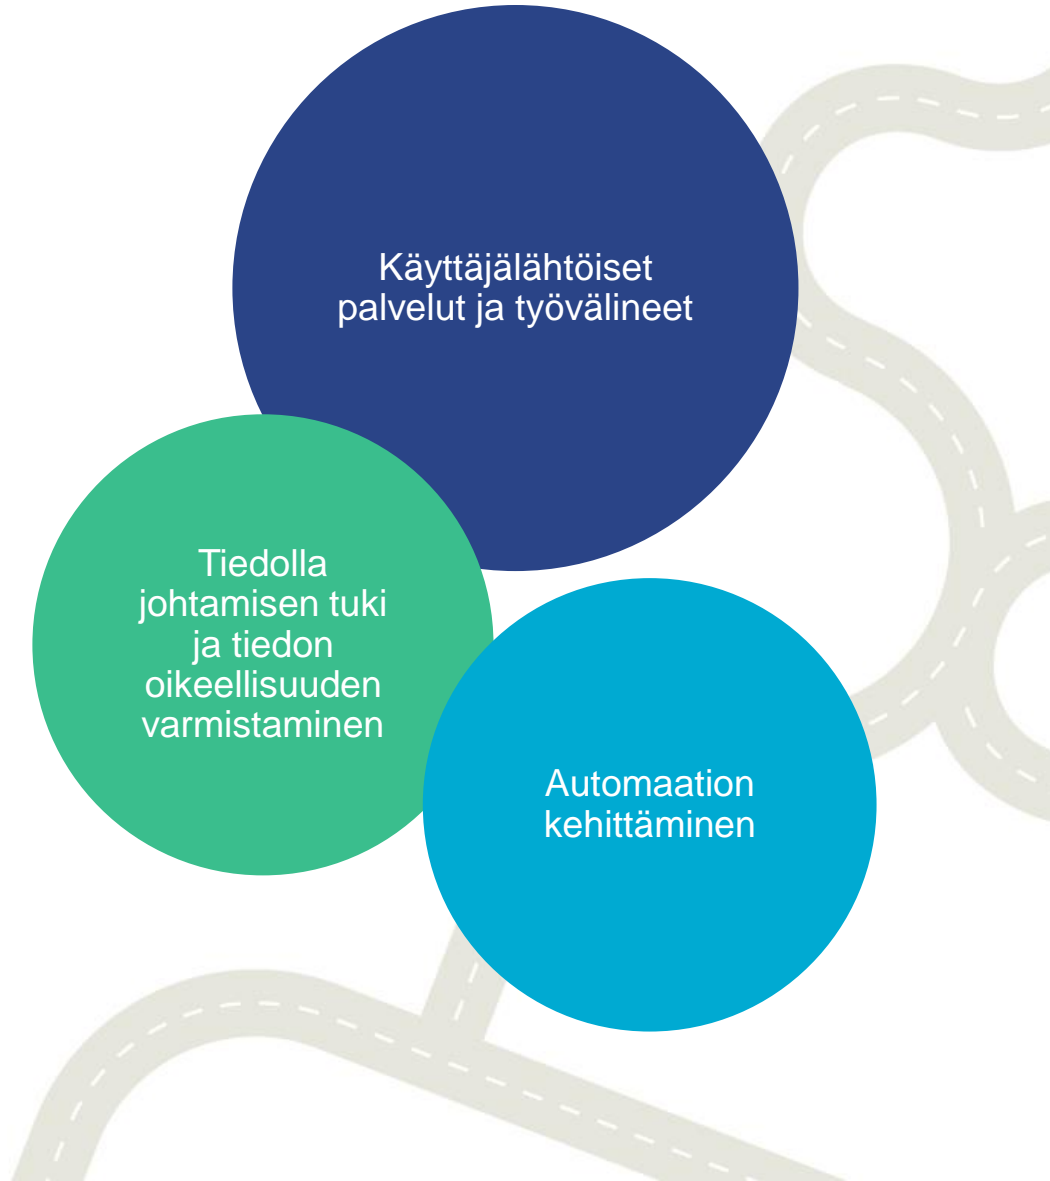 Käyttäjälähtöiset
palvelut ja työvälineet
Tiedolla
johtamisen tuki
ja tiedon
oikeellisuuden
varmistaminen
Automaation
kehittäminen